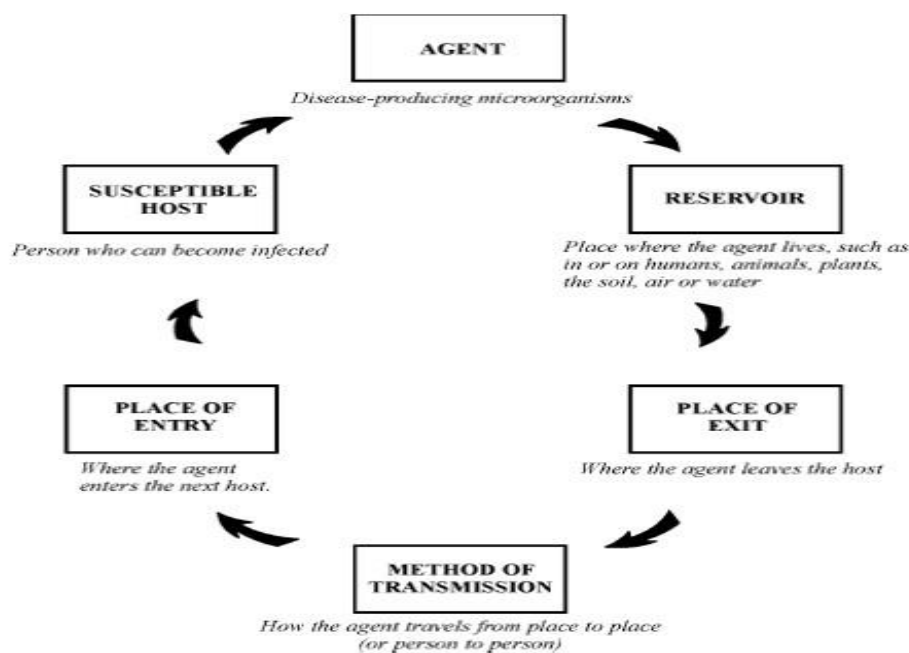 AGENT
Disease-producing microorganisms
RESERVOIR
Place where the agent lives, such as
in or on humans, animals, plants,
the soil, air or water
PLACE OF
EXIT
Where the agent leaves the host
METHOD OF
TRANSMISSION
How the agent travels from place to place
(or person to person)
PLACE OF
ENTRY
Where the agent
enters the next host.
SUSCEPTIBLE
HOST
Person who can become infected